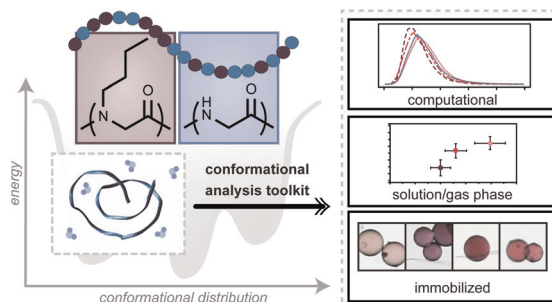 N
O
H
N
O
energy
conformational
analysis toolkit
conformational distribution
computational
solution/gas phase
immobilized